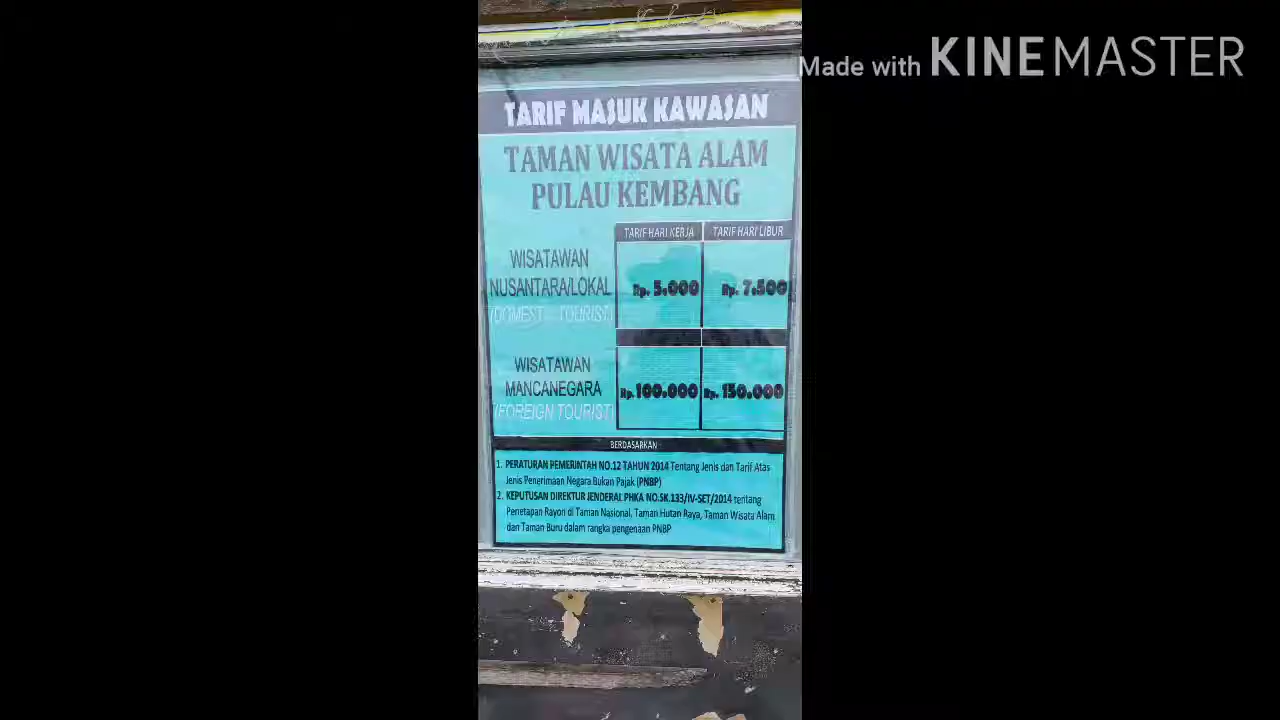 Made with KINEMASTER
TARIF MASUK KAWASAN
TAMAN WISATA ALAM
PULAU KEMBANG
TARIF HARI KERJA TARIF HARI LIBUR
WISATAWAN
NUSANTARA/LOKAL Rp. 5.000 Rp. 7.500
(DOMESTIC TOURIST)
WISATAWAN
MANCANEGARA Rp. 100.000 Rp. 150.000
(FOREIGN TOURIST)
BERDASARKAN
1. PERATURAN PEMERINTAH NO.12 TAHUN 2014 Tentang Jenis dan Tarif Atas
Jenis Penerimaan Negara Bukan Pajak (PNBP)
2. KEPUTUSAN DIREKTUR JENDERAL PHKA NO.SK.133/IV-SET/2014 tentang
Penetapan Rayon di Taman Nasional, Taman Hutan Raya, Taman Wisata Alam
dan Taman Buru dalam rangka pengenaan PNBP